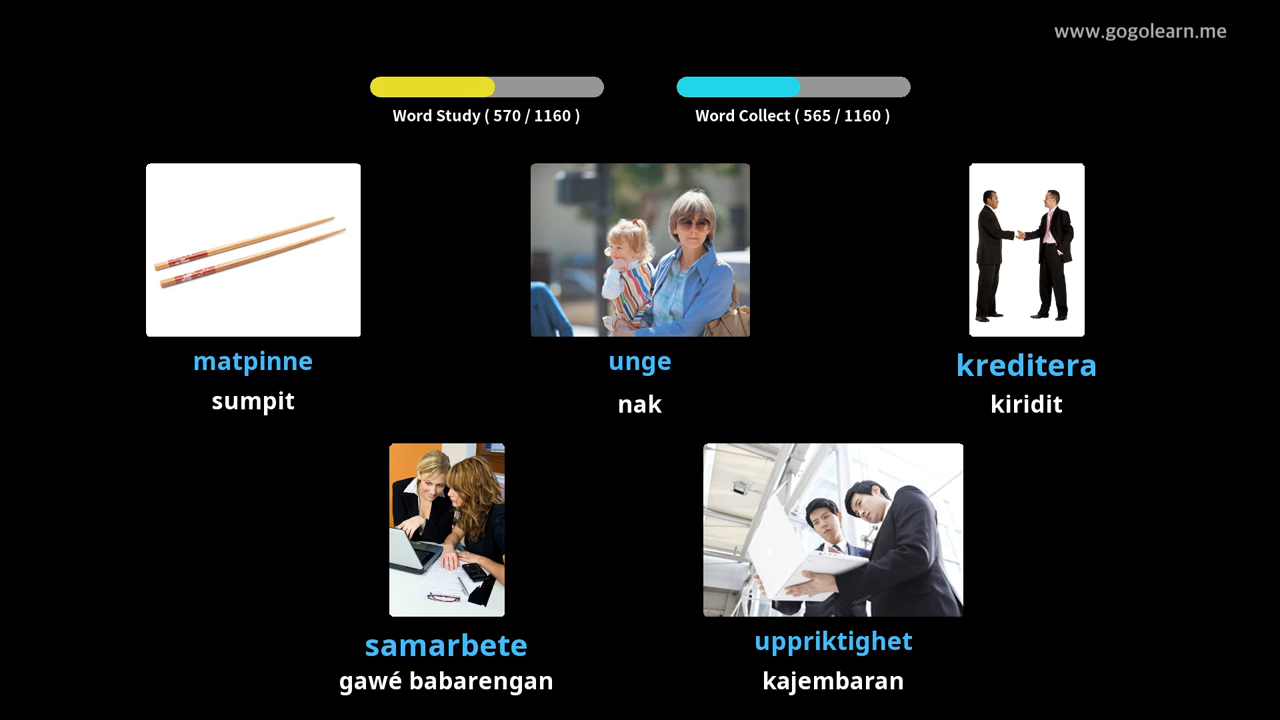 www.gogolearn.me
Word Study ( 570 / 1160 )
Word Collect ( 565 / 1160 )
matpinne
sumpit
unge
nak
kreditera
kiridit
samarbete
gawé babarengan
uppriktighet
kajembaran